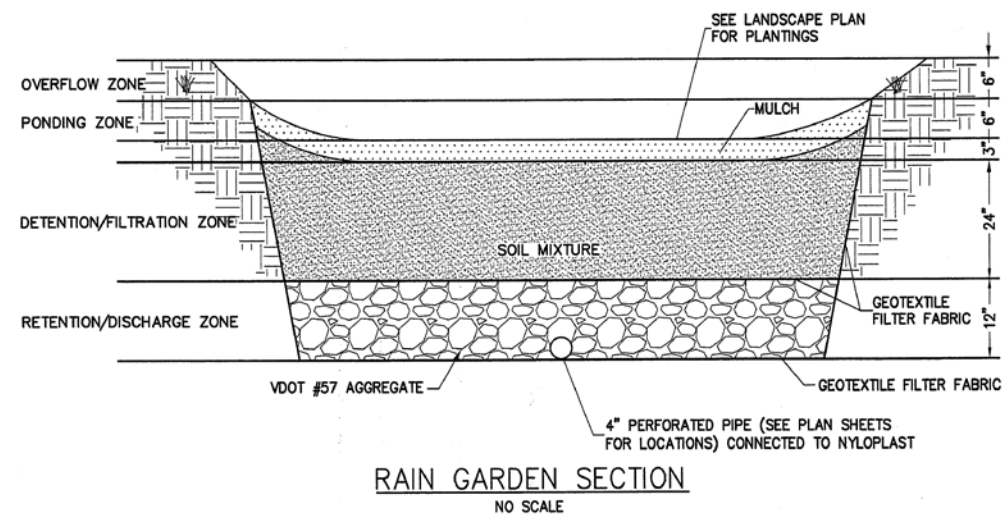 SEE LANDSCAPE PLAN
FOR PLANTINGS
OVERFLOW ZONE
6"
PONDING ZONE
MULCH
6"
3"
DETENTION/FILTRATION ZONE
24"
SOIL MIXTURE
GEOTEXTILE
FILTER FABRIC
RETENTION/DISCHARGE ZONE
12"
VDOT #57 AGGREGATE
GEOTEXTILE FILTER FABRIC
4" PERFORATED PIPE (SEE PLAN SHEETS
FOR LOCATIONS) CONNECTED TO NYLOPLAST
RAIN GARDEN SECTION
NO SCALE